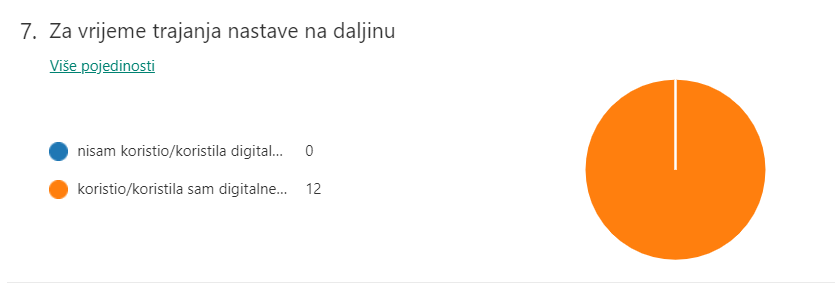 7. Za vrijeme trajanja nastave na daljinu
Više pojedinosti
nisam koristio/koristila digital... 0
koristio/koristila sam digitalne... 12